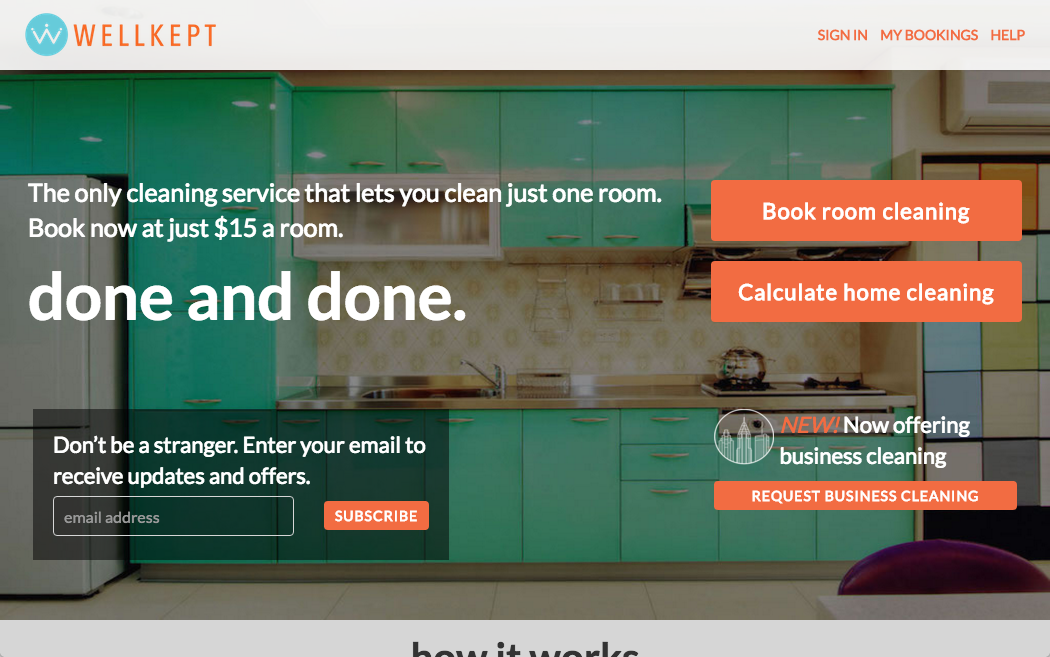 WELLKEPT
SIGN IN MY BOOKINGS HELP
The only cleaning service that lets you clean just one room.
Book now at just $15 a room.
done and done.
Book room cleaning
Calculate home cleaning
Don't be a stranger. Enter your email to
receive updates and offers.
email address
SUBSCRIBE
NEW! Now offering
business cleaning
REQUEST BUSINESS CLEANING
how it works